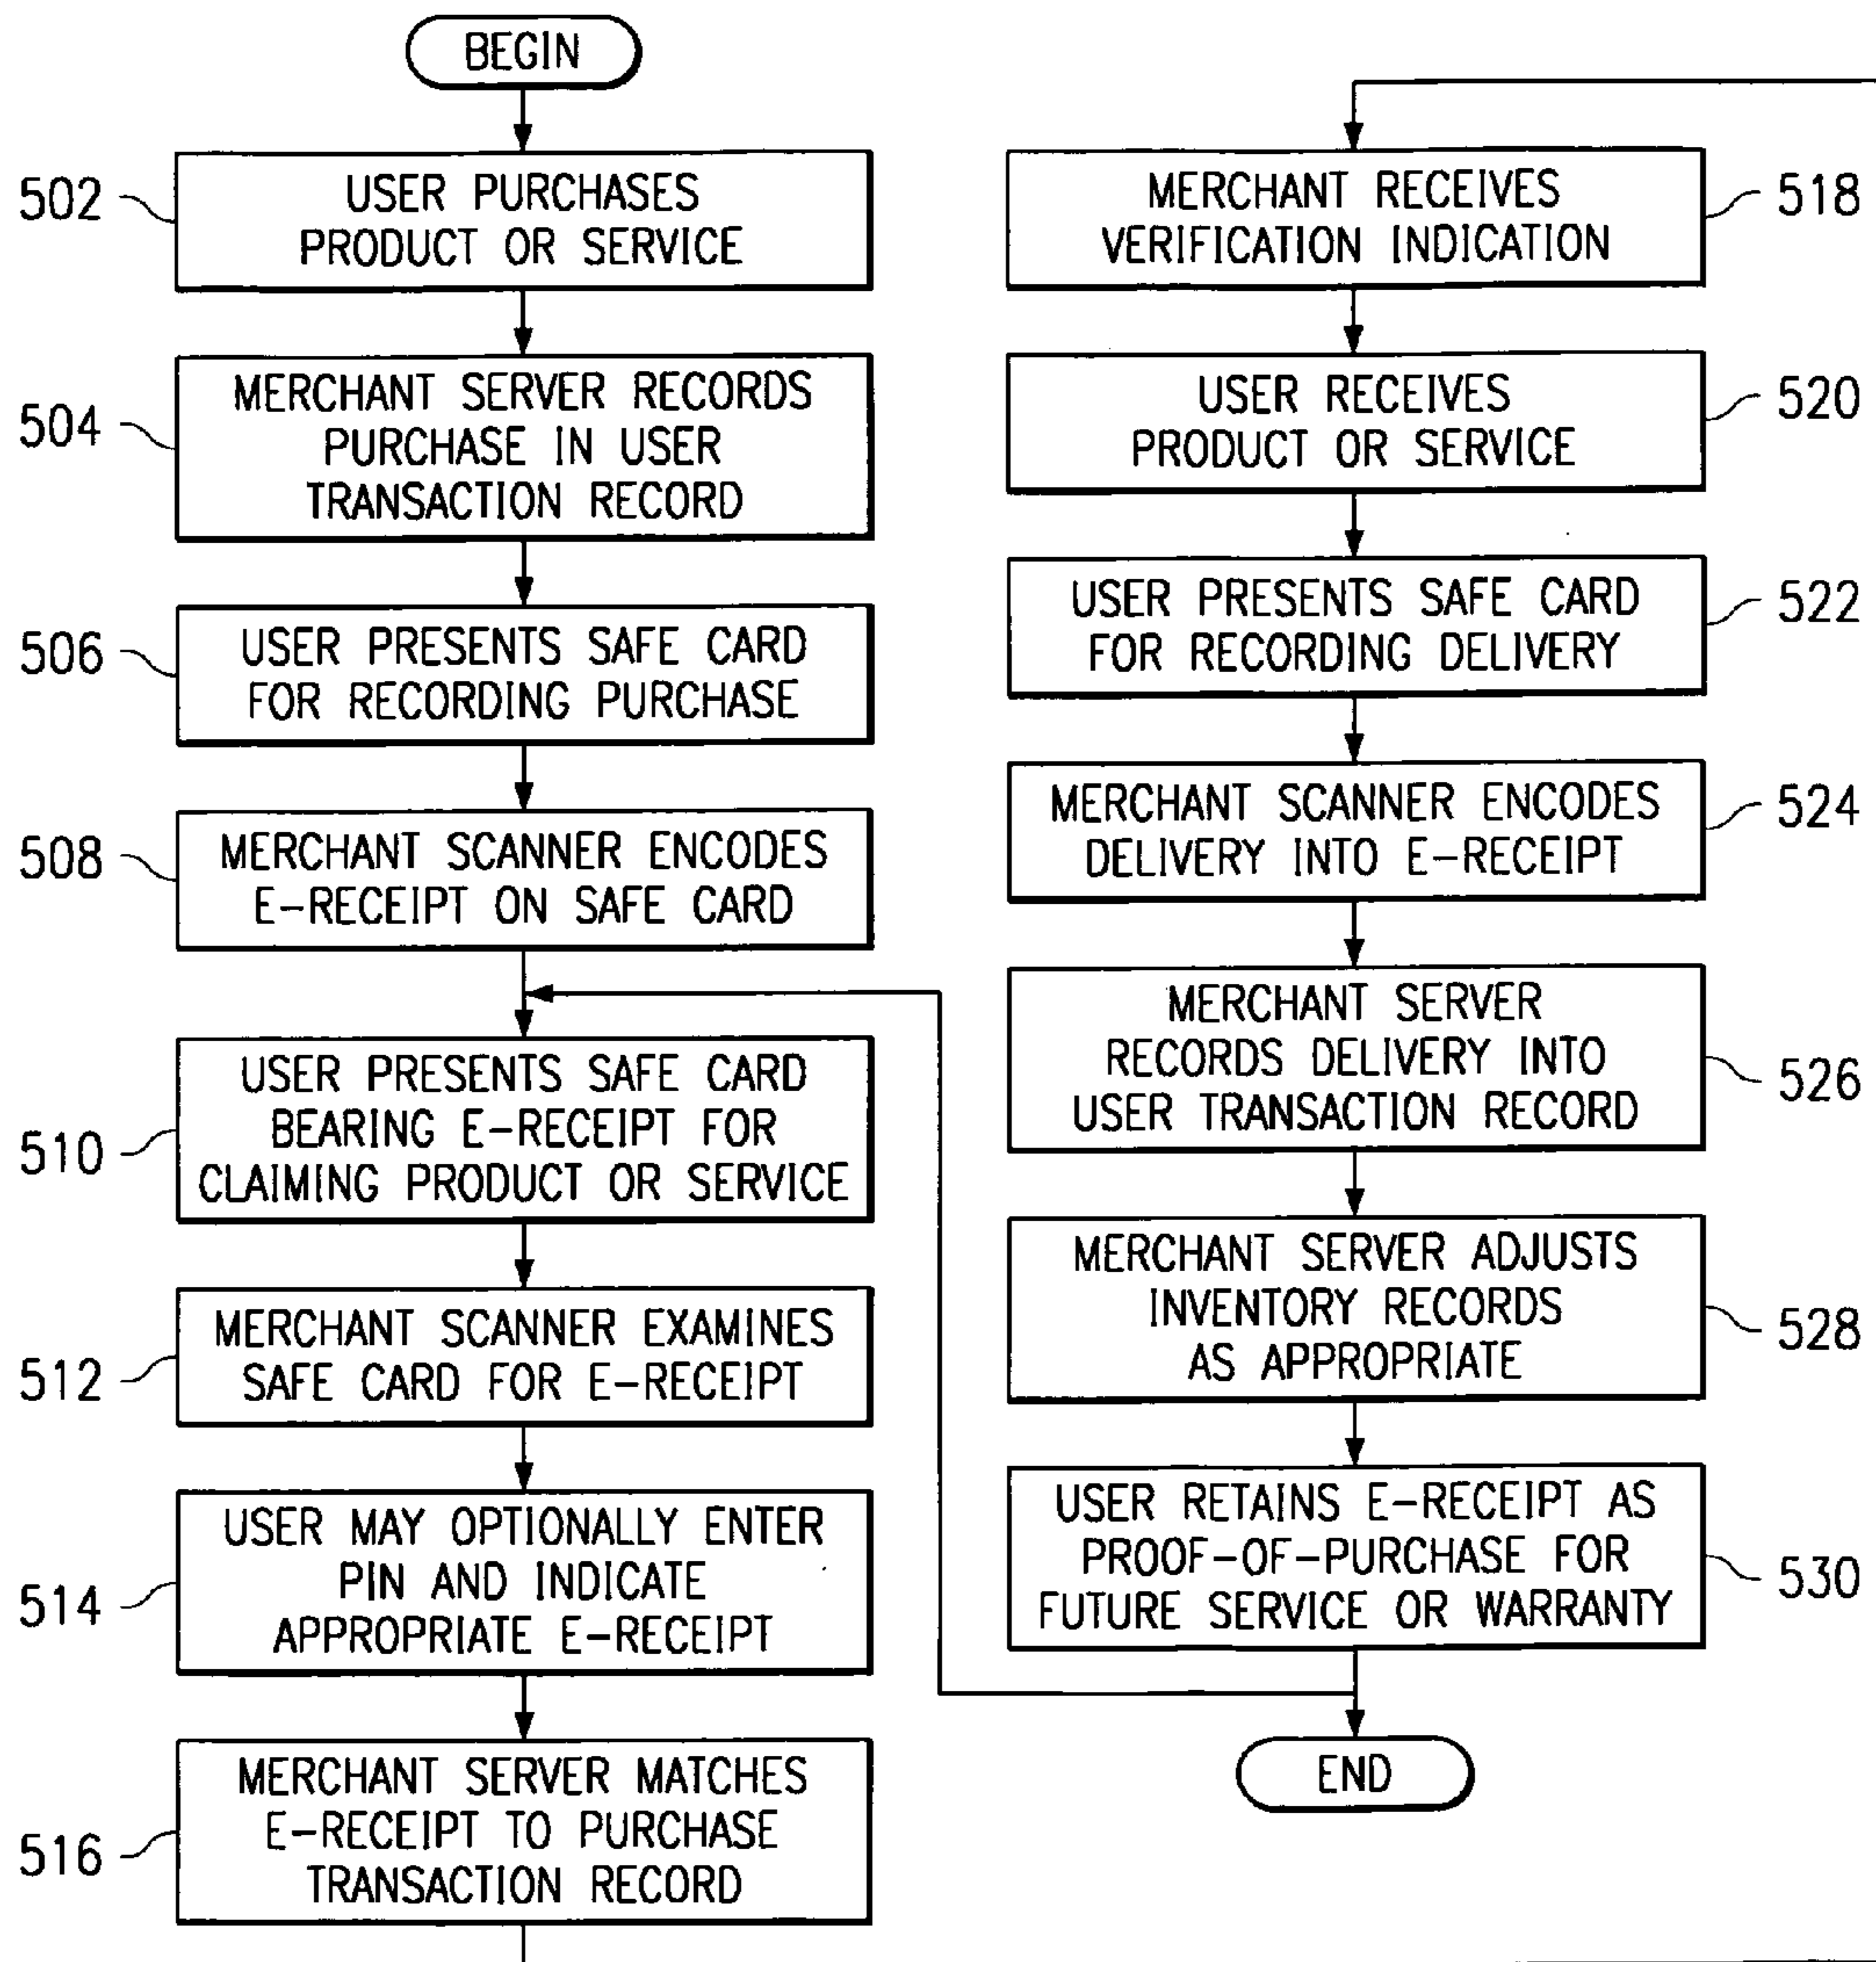 BEGIN
502
USER PURCHASES
PRODUCT OR SERVICE
504
MERCHANT SERVER RECORDS
PURCHASE IN USER
TRANSACTION RECORD
506
USER PRESENTS SAFE CARD
FOR RECORDING PURCHASE
508
MERCHANT SCANNER ENCODES
E-RECEIPT ON SAFE CARD
510
USER PRESENTS SAFE CARD
BEARING E-RECEIPT FOR
CLAIMING PRODUCT OR SERVICE
512
MERCHANT SCANNER EXAMINES
SAFE CARD FOR E-RECEIPT
514
USER MAY OPTIONALLY ENTER
PIN AND INDICATE
APPROPRIATE E-RECEIPT
516
MERCHANT SERVER MATCHES
E-RECEIPT TO PURCHASE
TRANSACTION RECORD
MERCHANT RECEIVES
VERIFICATION INDICATION
518
USER RECEIVES
PRODUCT OR SERVICE
520
USER PRESENTS SAFE CARD
FOR RECORDING DELIVERY
522
MERCHANT SCANNER ENCODES
DELIVERY INTO E-RECEIPT
524
MERCHANT SERVER
RECORDS DELIVERY INTO
USER TRANSACTION RECORD
526
MERCHANT SERVER ADJUSTS
INVENTORY RECORDS
AS APPROPRIATE
528
USER RETAINS E-RECEIPT AS
PROOF-OF-PURCHASE FOR
FUTURE SERVICE OR WARRANTY
530
END